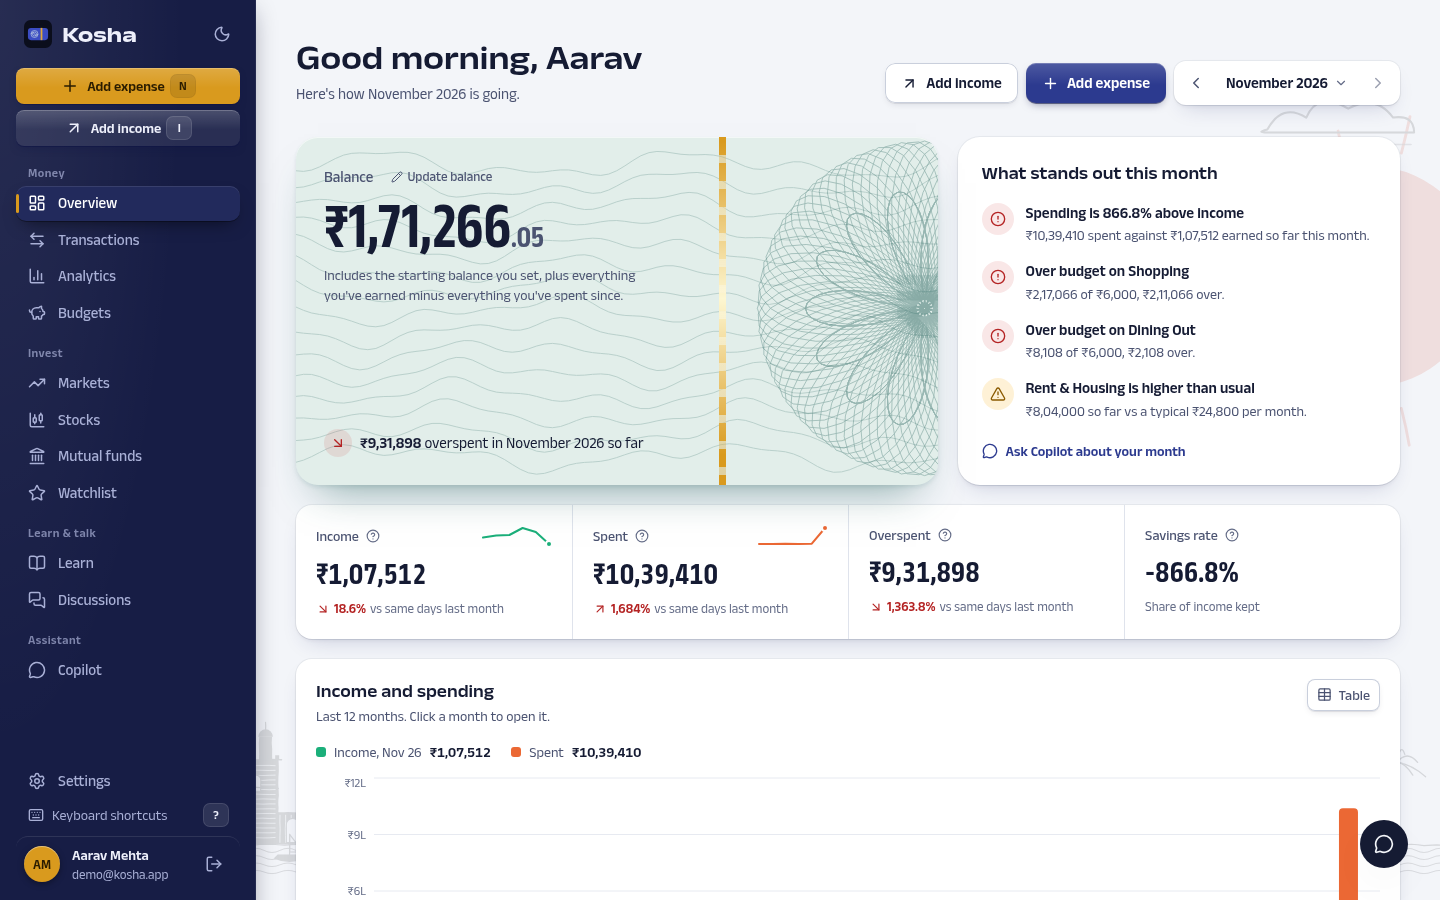 Kosha
Add expense N
Add income I
Money
Overview
Transactions
Analytics
Budgets
Invest
Markets
Stocks
Mutual funds
Watchlist
Learn & talk
Learn
Discussions
Assistant
Copilot
Settings
Keyboard shortcuts ?
AM
Aarav Mehta
demo@kosha.app
Good morning, Aarav
Here's how November 2026 is going.
Add income
Add expense
November 2026
Balance
Update balance
₹1,71,266.05
Includes the starting balance you set, plus everything
you've earned minus everything you've spent since.
₹9,31,898 overspent in November 2026 so far
What stands out this month
Spending is 866.8% above income
₹10,39,410 spent against ₹1,07,512 earned so far this month.
Over budget on Shopping
₹2,17,066 of ₹6,000, ₹2,11,066 over.
Over budget on Dining Out
₹8,108 of ₹6,000, ₹2,108 over.
Rent & Housing is higher than usual
₹8,04,000 so far vs a typical ₹24,800 per month.
Ask Copilot about your month
Income
₹1,07,512
18.6% vs same days last month
Spent
₹10,39,410
1,684% vs same days last month
Overspent
₹9,31,898
1,363.8% vs same days last month
Savings rate
-866.8%
Share of income kept
Income and spending
Last 12 months. Click a month to open it.
Table
Income, Nov 26 ₹1,07,512
Spent ₹10,39,410
₹12L
₹9L
₹6L